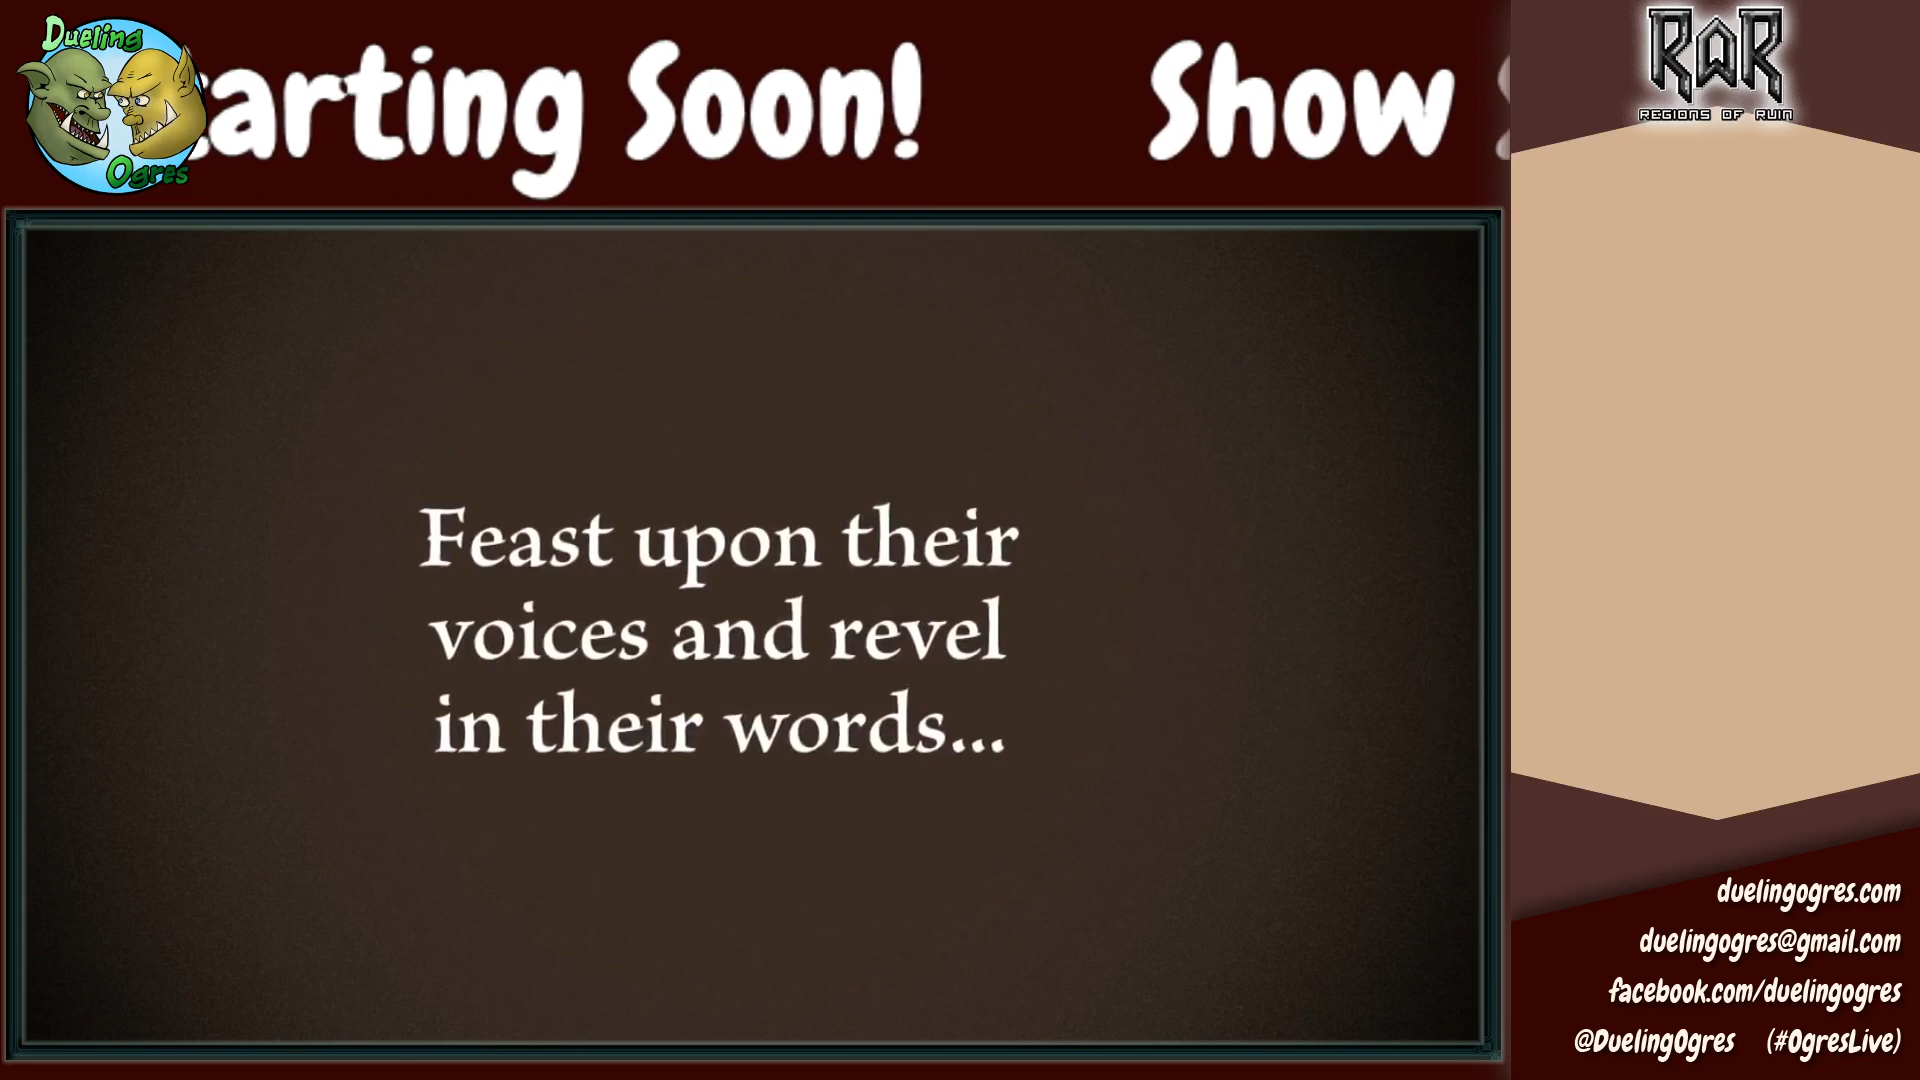 Dueling
Ogres
arting Soon!
Show
RoR
REGIONS OF RUIN
Feast upon their
voices and revel
in their words...
duelingogres.com
duelingogres@gmail.com
facebook.com/duelingogres
@DuelingOgres (#OgresLive)